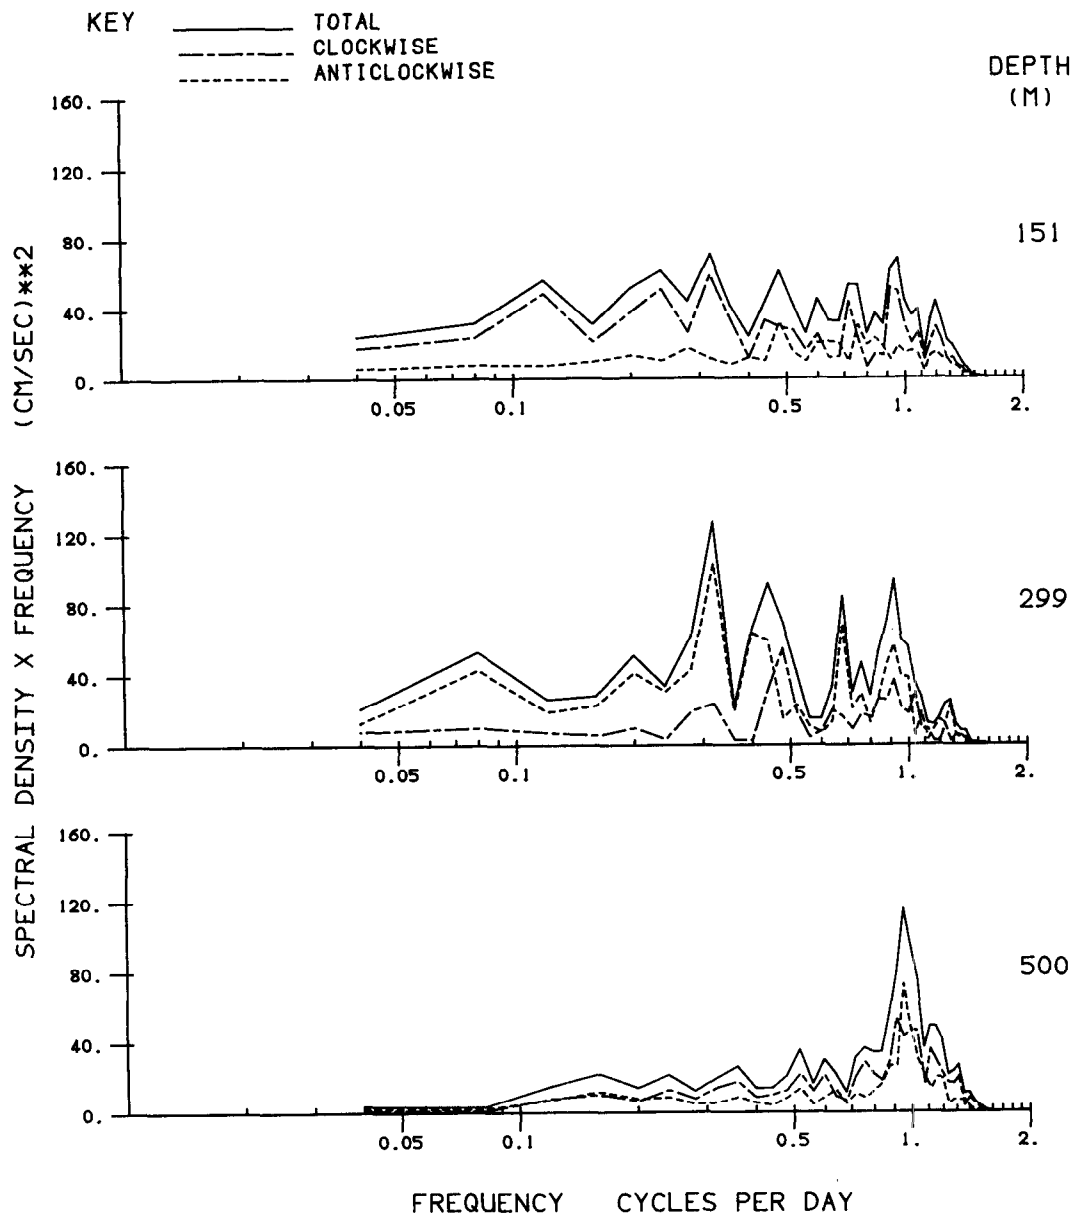 KEY
TOTAL
CLOCKWISE
ANTICLOCKWISE
DEPTH
(M)
SPECTRAL DENSITY X FREQUENCY (CM/SEC)**2
160.
120.
80.
40.
0.
0.05 0.1 0.5 1. 2.
151
160.
120.
80.
40.
0.
0.05 0.1 0.5 1. 2.
299
160.
120.
80.
40.
0.
0.05 0.1 0.5 1. 2.
500
FREQUENCY CYCLES PER DAY